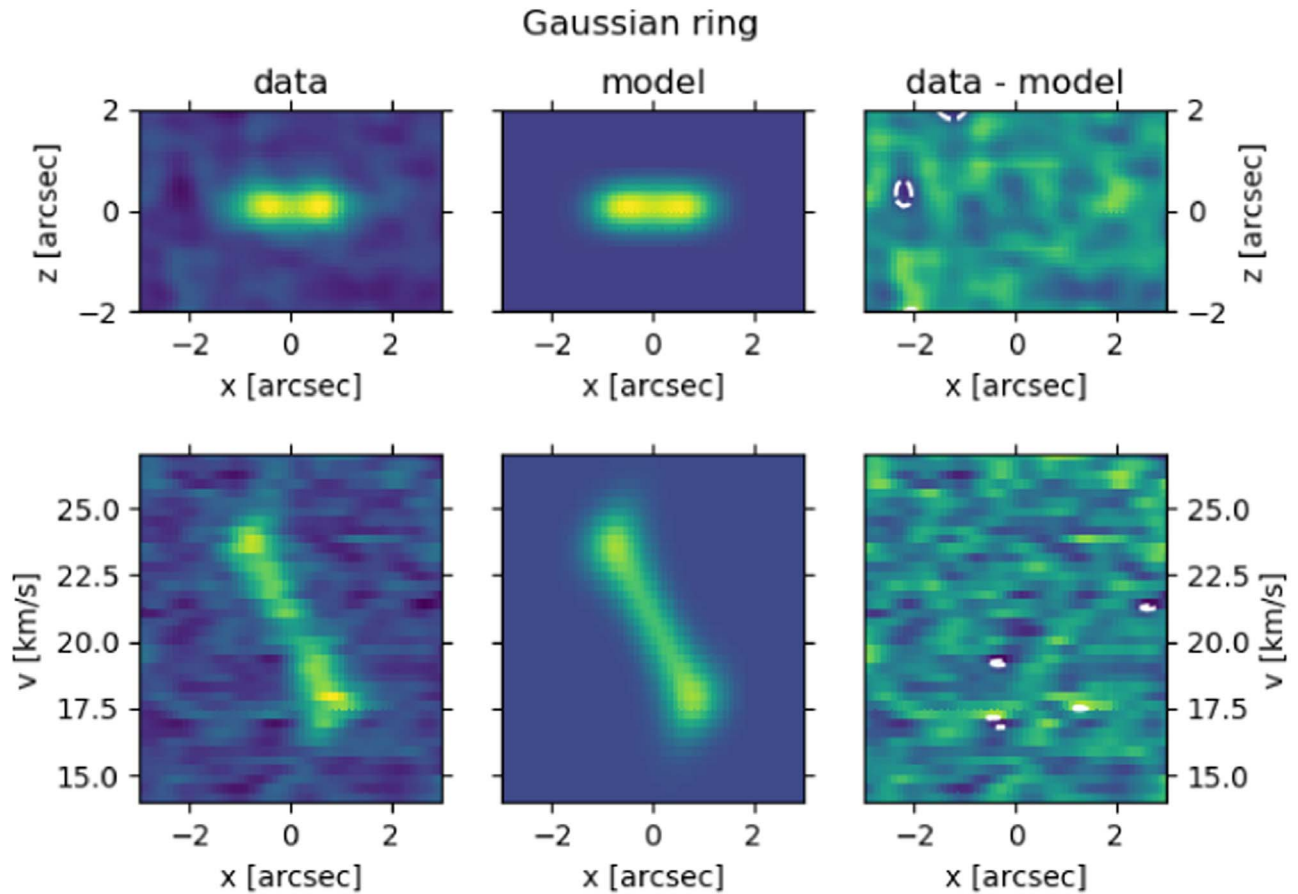 Gaussian ring
data model data - model
2 2
z [arcsec] 0 0 z [arcsec]
−2 −2
−2 0 2 −2 0 2 −2 0 2
x [arcsec] x [arcsec] x [arcsec]
25.0 25.0
22.5 22.5
v [km/s] 20.0 20.0 v [km/s]
17.5 17.5
15.0 15.0
−2 0 2 −2 0 2 −2 0 2
x [arcsec] x [arcsec] x [arcsec]